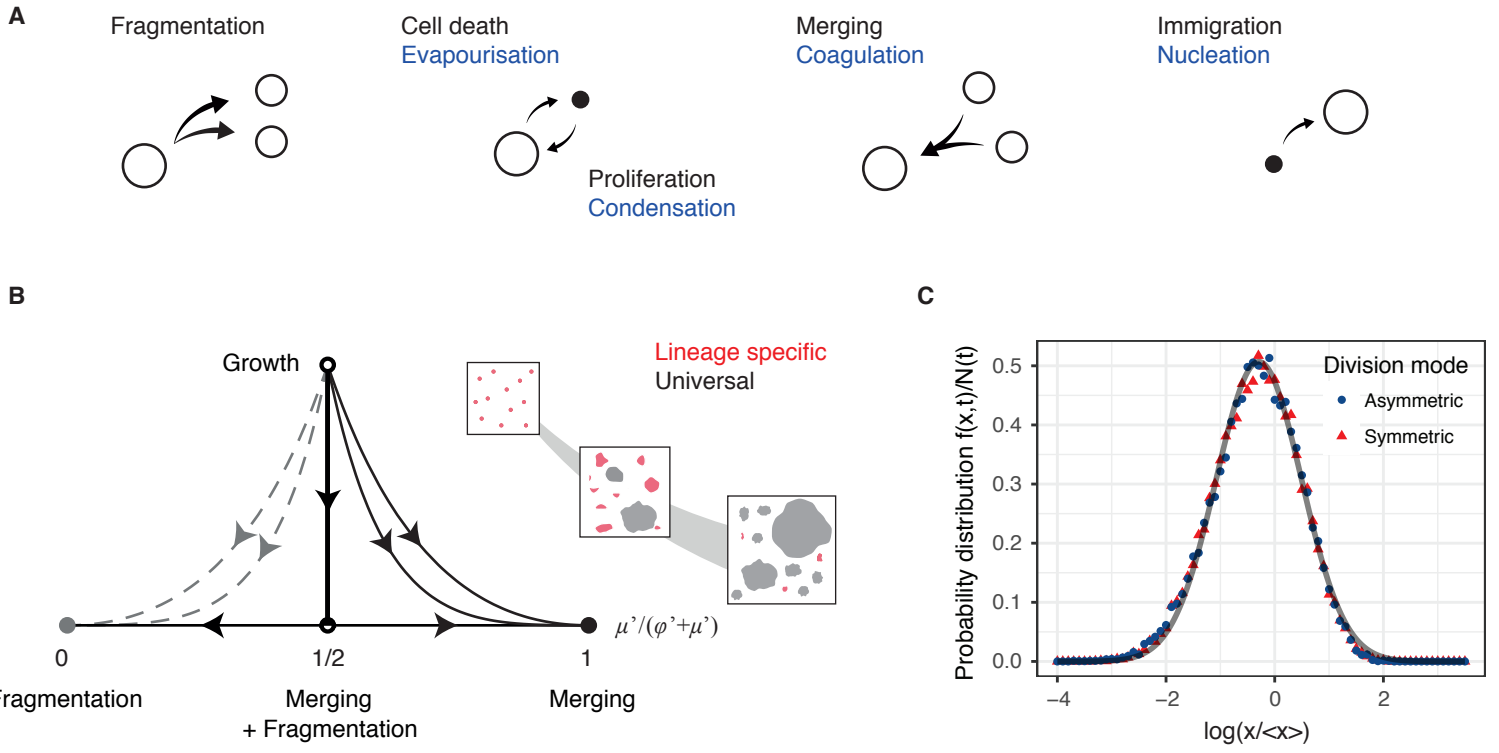 A
Fragmentation
Cell death
Evapourisation
Proliferation
Condensation
Merging
Coagulation
Immigration
Nucleation
B
Growth
Lineage specific
Universal
μ’/(φ’+μ’)
0
1/2
1
Fragmentation
Merging
+ Fragmentation
Merging
C
Probability distribution f(x,t)/N(t)
0.5
0.4
0.3
0.2
0.1
0.0
Division mode
Asymmetric
Symmetric
−4
−2
0
2
log(x/<x>)